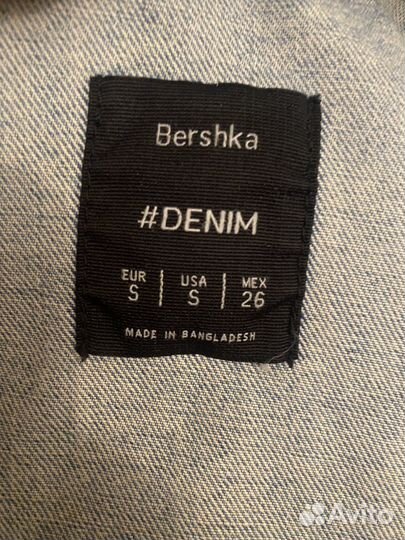 Bershka
#DENIM
EUR | USA | MEX
S | S | 26
MADE IN BANGLADESH
Avito